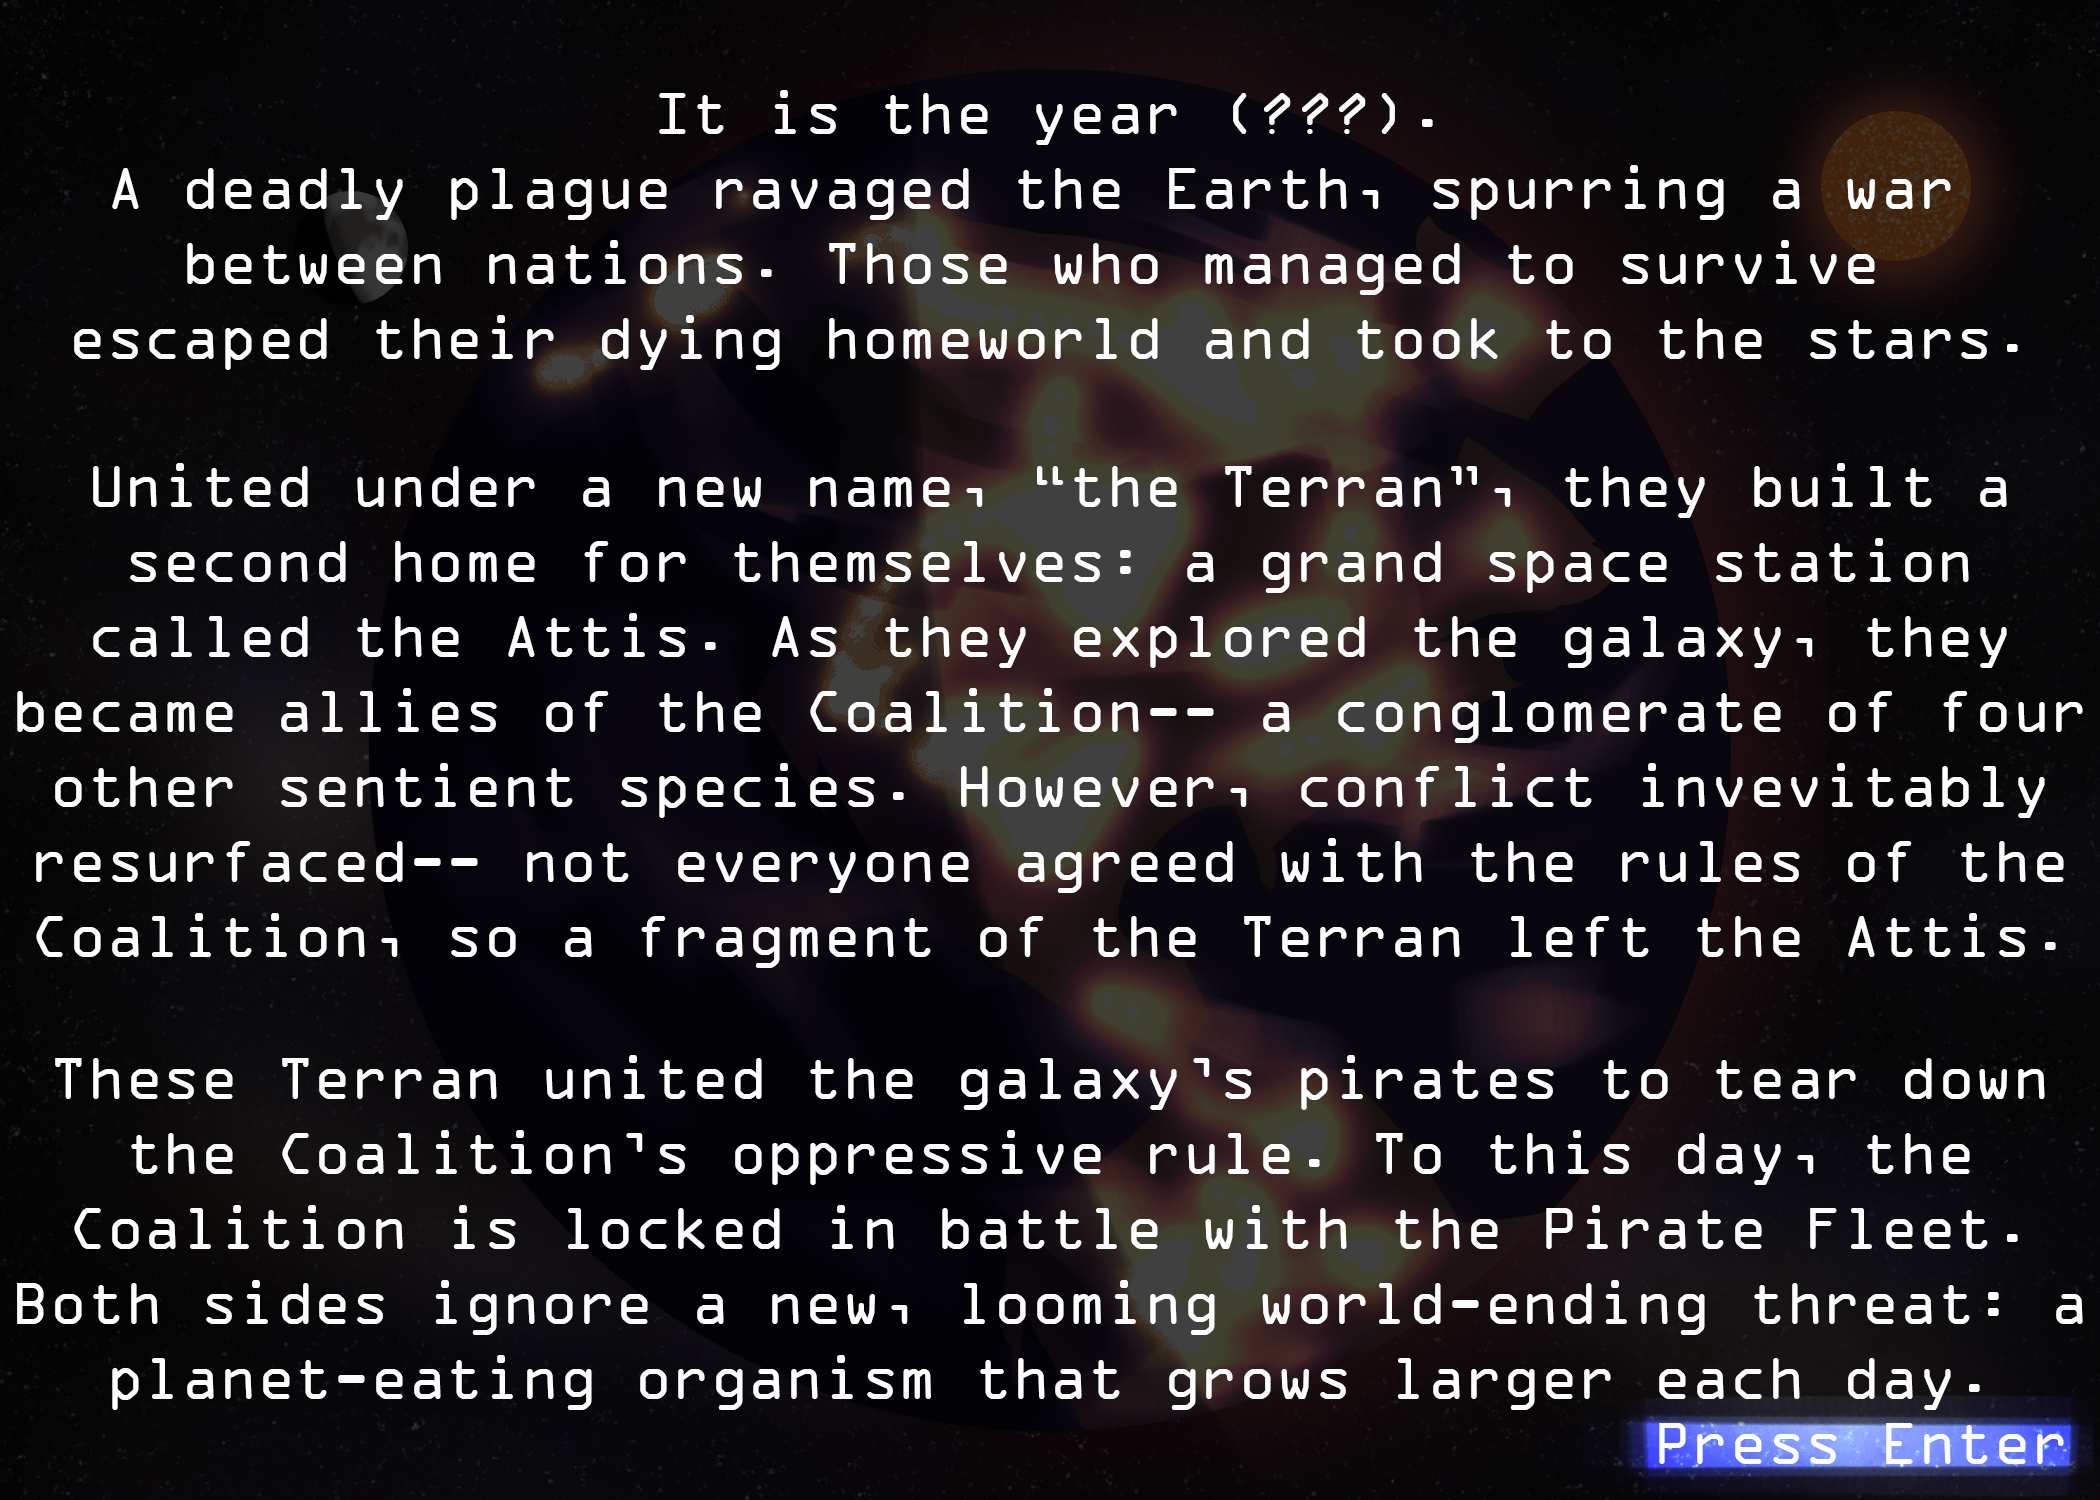 It is the year (???).
A deadly plague ravaged the Earth, spurring a war
between nations. Those who managed to survive
escaped their dying homeworld and took to the stars.
United under a new name, “the Terran”, they built a
second home for themselves: a grand space station
called the Attis. As they explored the galaxy, they
became allies of the Coalition-- a conglomerate of four
other sentient species. However, conflict invevitably
resurfaced-- not everyone agreed with the rules of the
Coalition, so a fragment of the Terran left the Attis.
These Terran united the galaxy's pirates to tear down
the Coalition's oppressive rule. To this day, the
Coalition is locked in battle with the Pirate Fleet.
Both sides ignore a new, looming world-ending threat: a
planet-eating organism that grows larger each day.
Press Enter